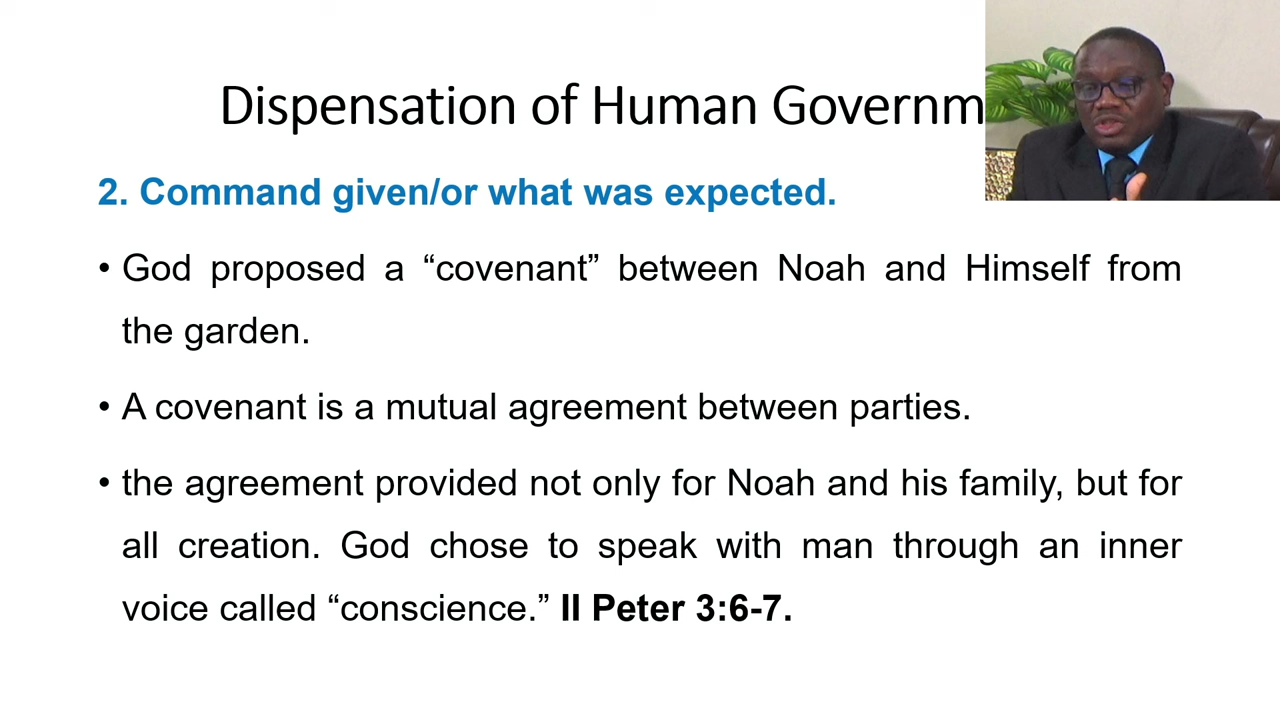 Dispensation of Human Governm
2. Command given/or what was expected.
• God proposed a “covenant” between Noah and Himself from
the garden.
• A covenant is a mutual agreement between parties.
• the agreement provided not only for Noah and his family, but for
all creation. God chose to speak with man through an inner
voice called “conscience.” II Peter 3:6-7.